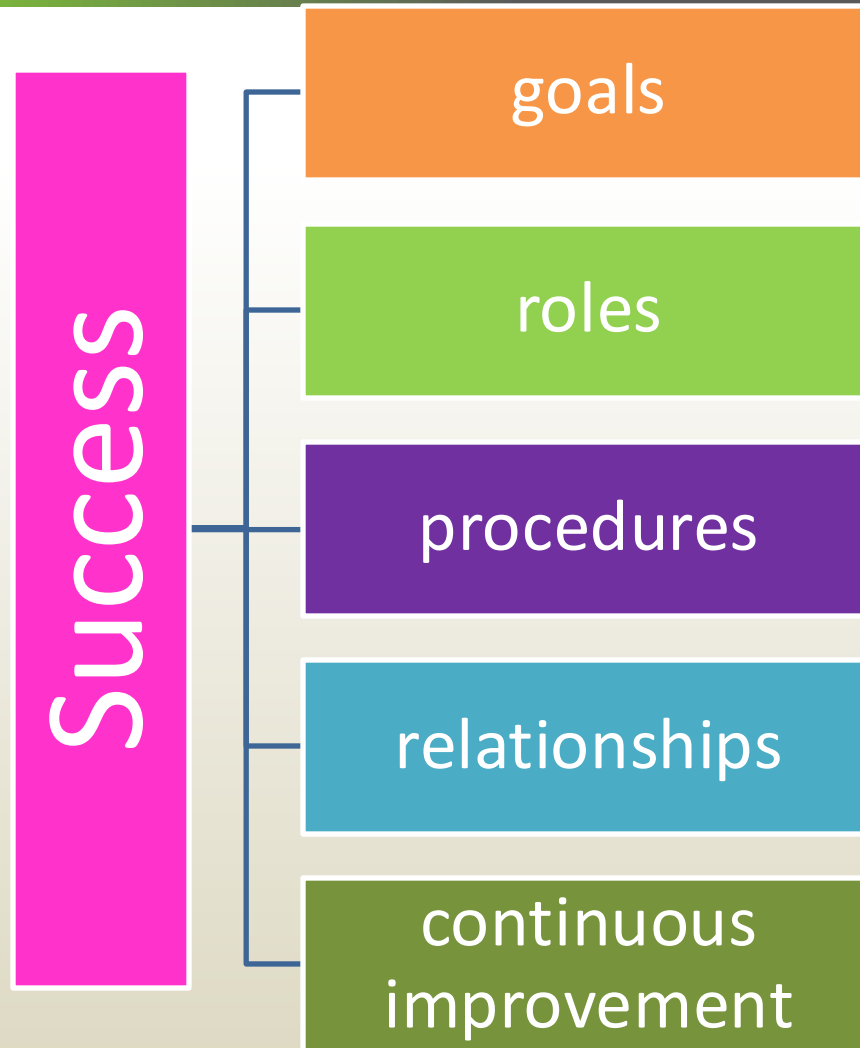 Success
goals
roles
procedures
relationships
continuous
improvement